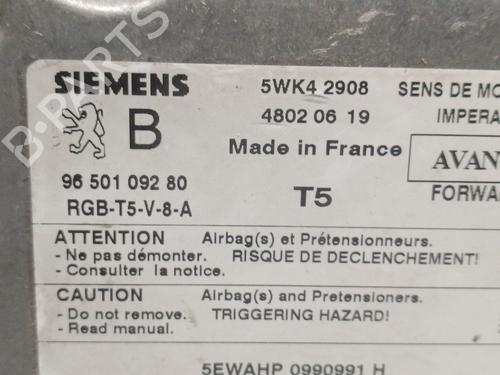 SIEMENS 5WK4 2908 SENS DE MO
B 4802 06 19 IMPERA
Made in France AVAN
96 501 092 80 T5 FORWAR
RGB-T5-V-8-A
ATTENTION Airbag(s) et Prétensionneurs.
- Ne pas démonter. RISQUE DE DECLENCHEMENT!
- Consulter la notice.
CAUTION Airbag(s) and Pretensioners.
- Do not remove. TRIGGERING HAZARD!
- Read manual.
5EWAHP 0990991 H
B-PARTS